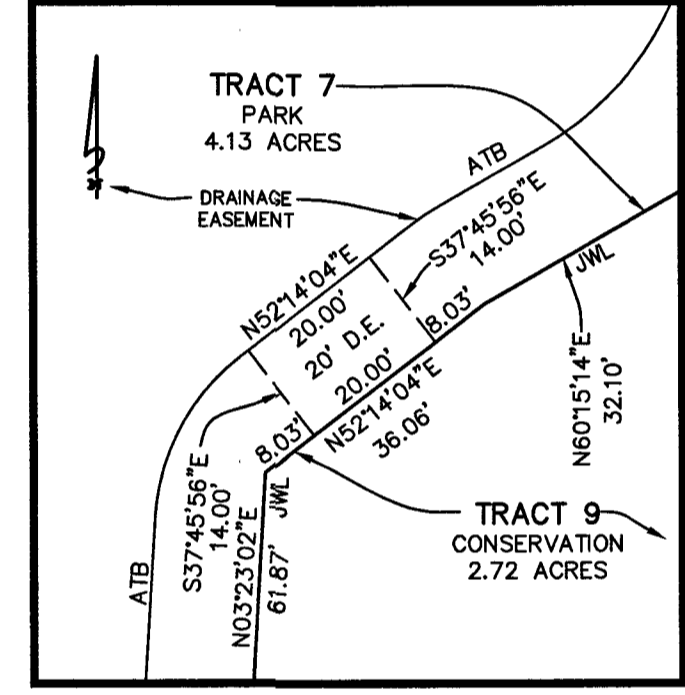 TRACT 7
PARK
4.13 ACRES
ATB
DRAINAGE
EASEMENT
S37°45'56"E
14.00'
JWL
N52°14'04"E
20.00'
20' D.E.
20.00'
8.03'
N52°14'04"E
36.06'
N60°15'14"E
32.10'
8.03'
S37°45'56"E
14.00'
N03°23'02"E
61.87' JWL
ATB
TRACT 9
CONSERVATION
2.72 ACRES